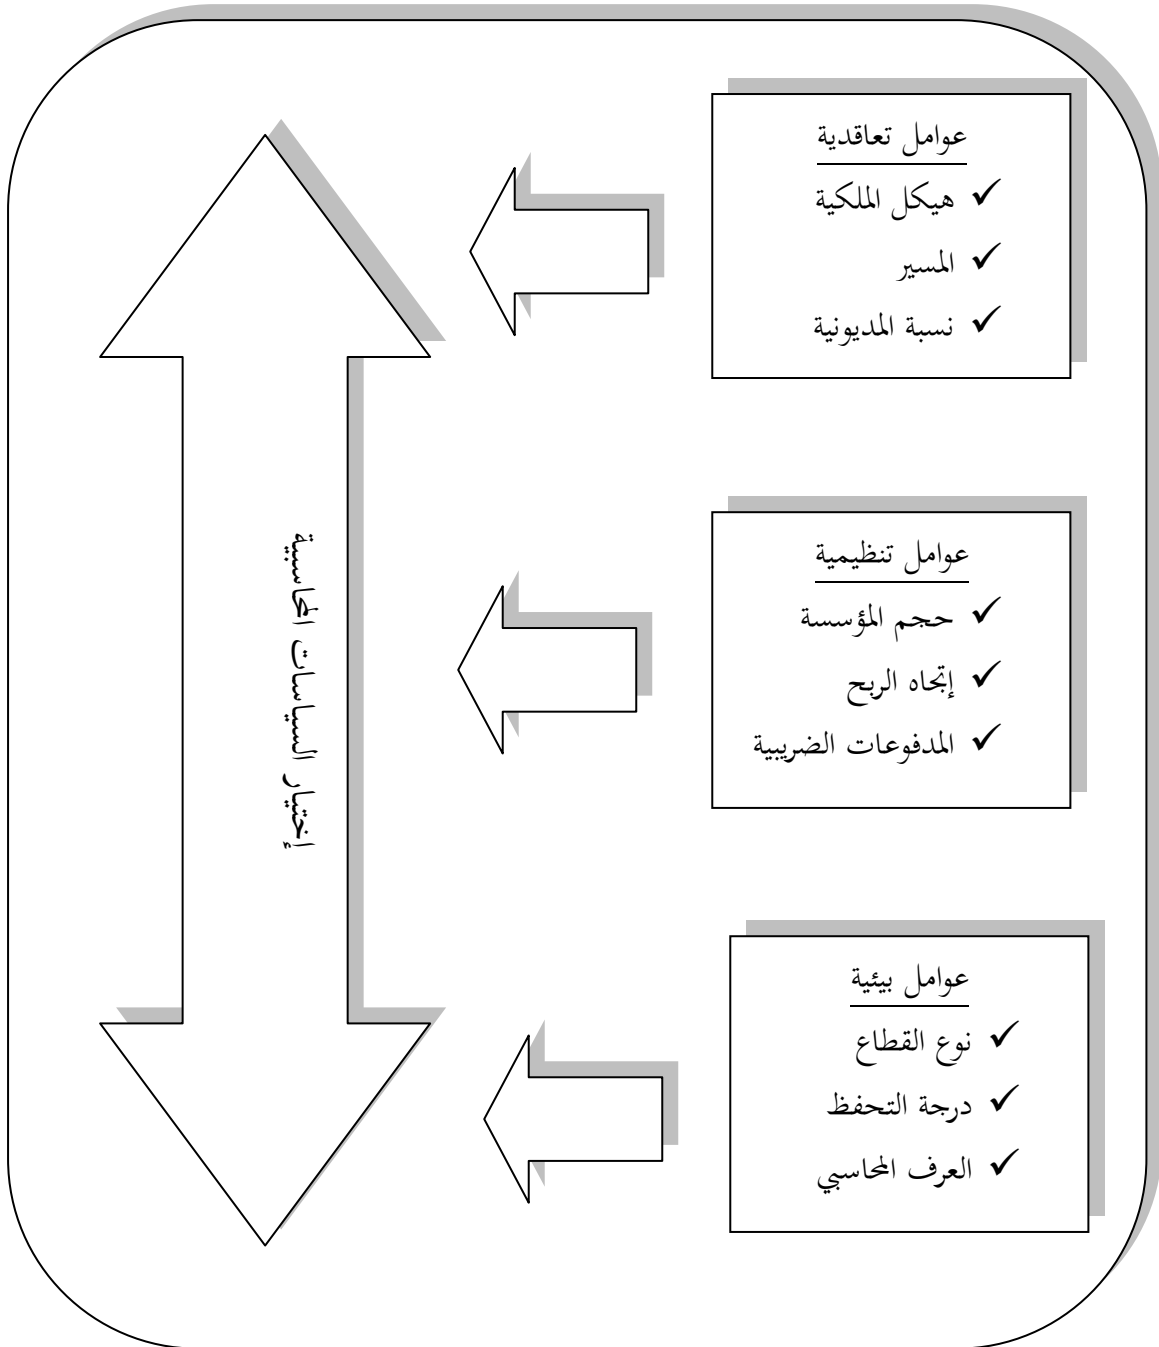 عوامل تعاقدية
✓ هيكل الملكية
✓ المسير
✓ نسبة المديونية
عوامل تنظيمية
✓ حجم المؤسسة
✓ إتجاه الربح
✓ المدفوعات الضريبية
عوامل بيئية
✓ نوع القطاع
✓ درجة التحفظ
✓ العرف المحاسبي
إختيار السياسات المحاسبية